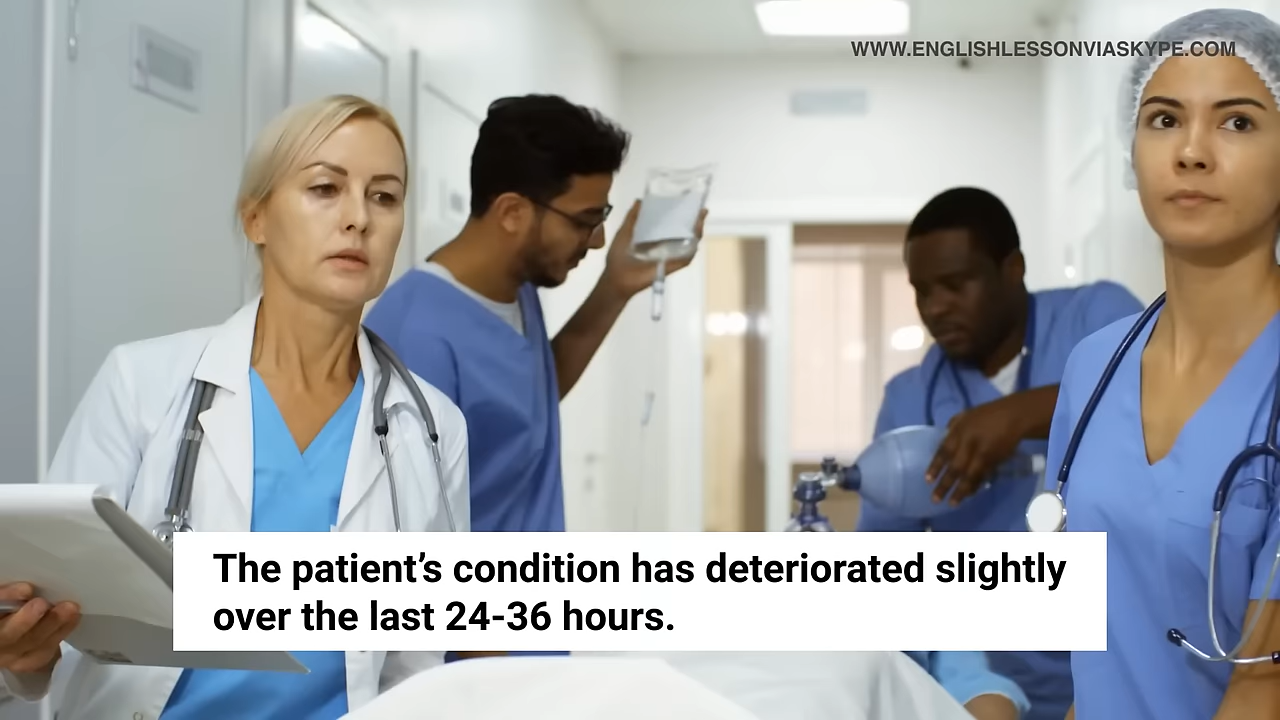 WWW.ENGLISHLESSONVIASKYPE.COM
The patient’s condition has deteriorated slightly
over the last 24-36 hours.